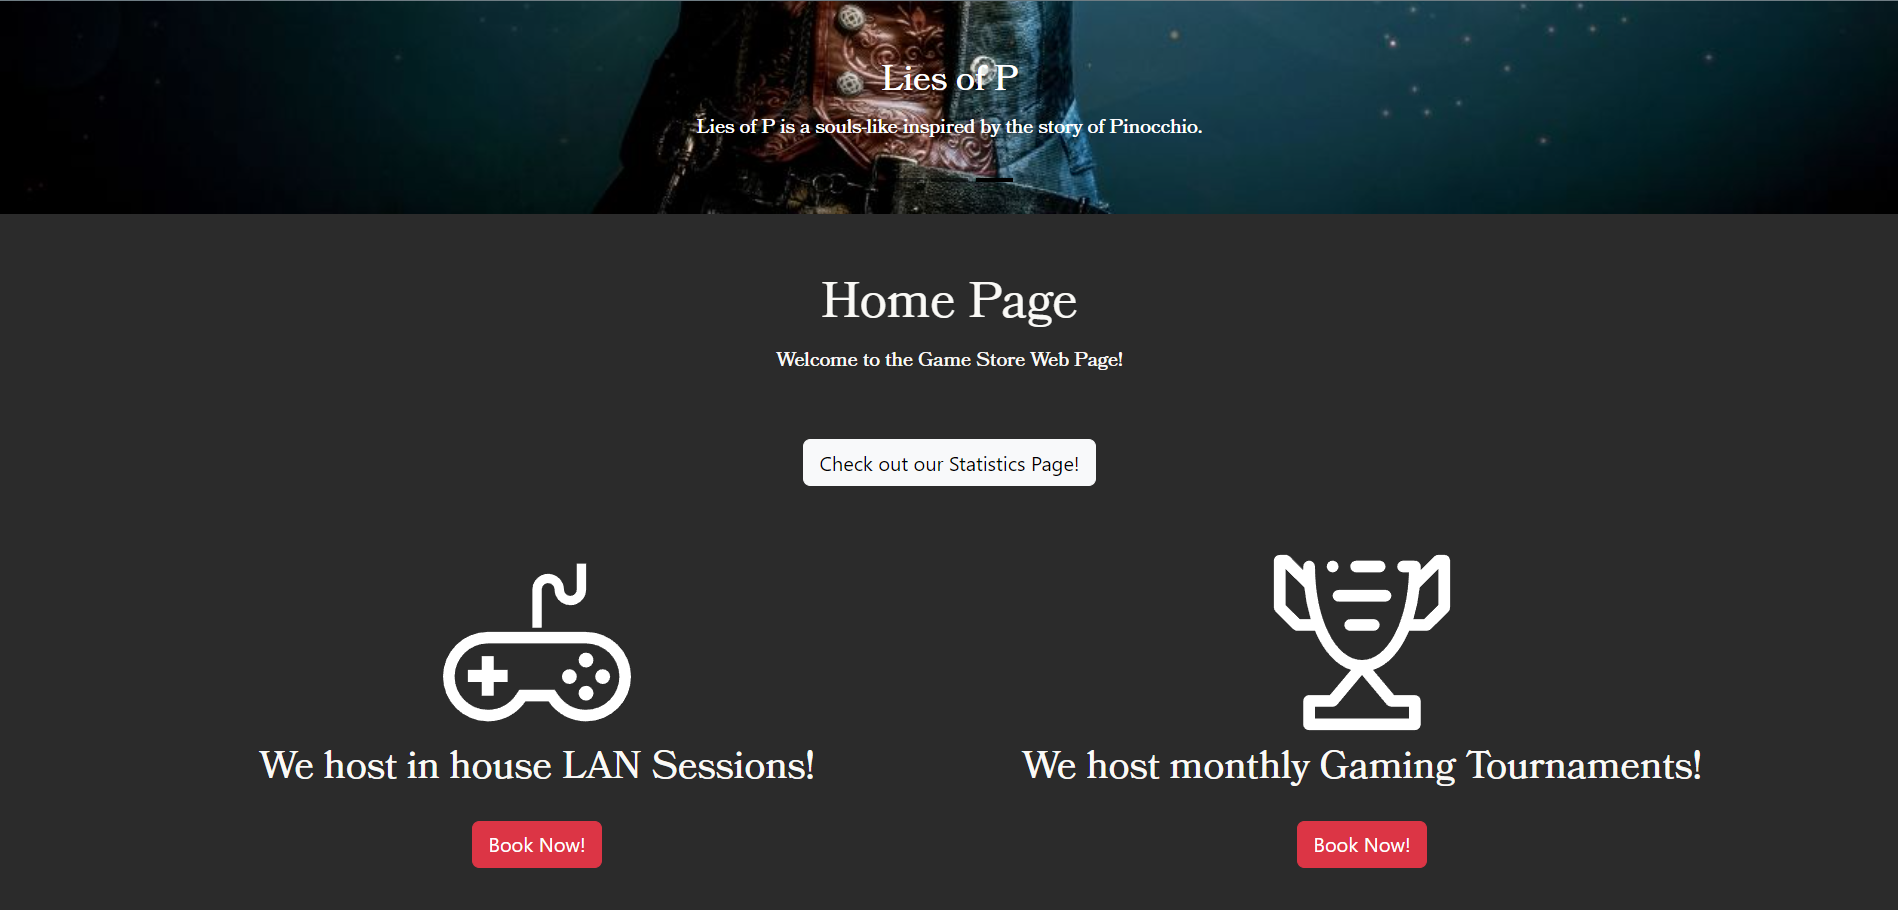 Lies of P
Lies of P is a souls-like inspired by the story of Pinocchio.
Home Page
Welcome to the Game Store Web Page!
Check out our Statistics Page!
We host in house LAN Sessions!
Book Now!
We host monthly Gaming Tournaments!
Book Now!